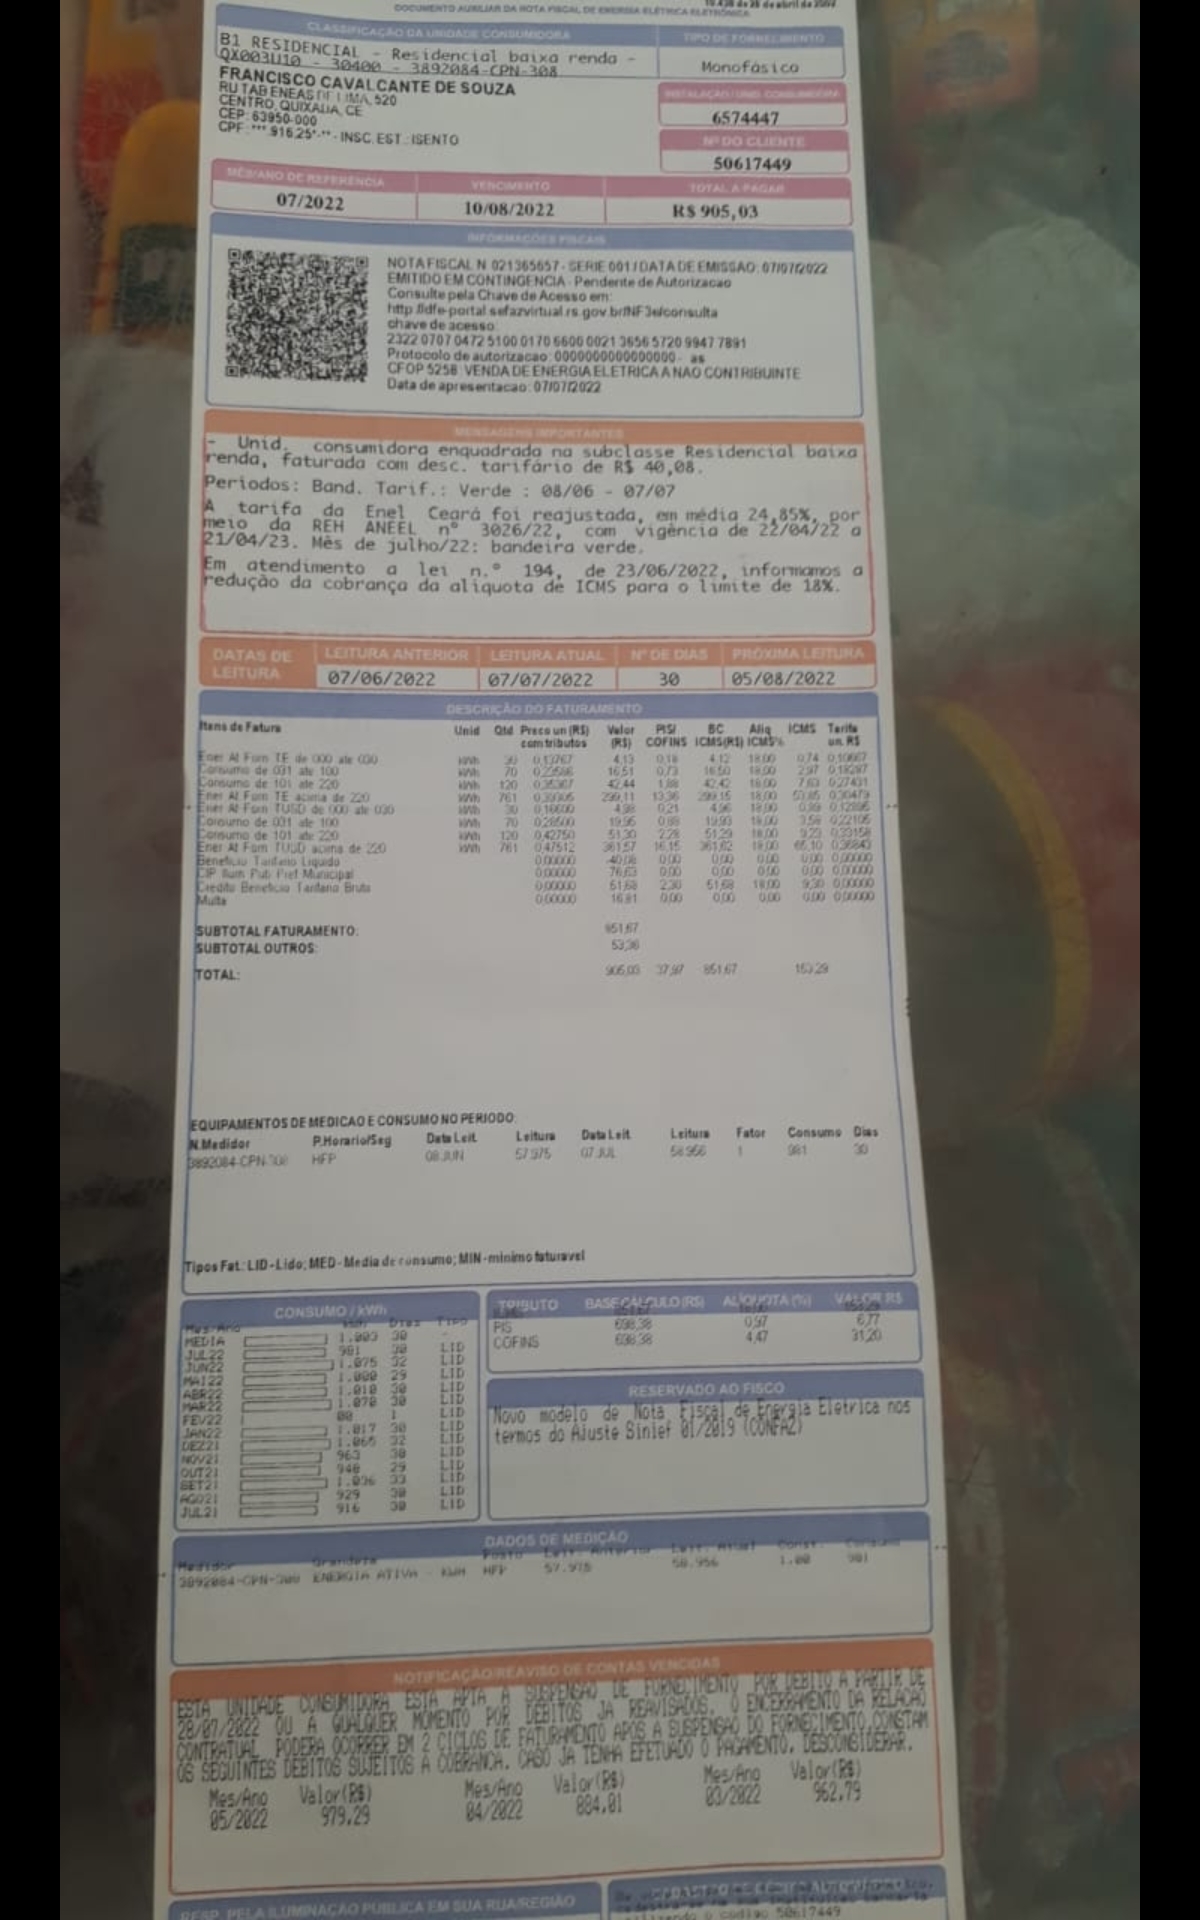 DOCUMENTO AUXILIAR DA NOTA FISCAL DE ENERGIA ELÉTRICA ELETRÔNICA
CLASSIFICAÇÃO DA UNIDADE CONSUMIDORA
B1 RESIDENCIAL - Residencial baixa renda -
QX003U10 - 30400 - 3892084-CPN-308
TIPO DE FORNECIMENTO
Monofásico
FRANCISCO CAVALCANTE DE SOUZA
RU TAB ENEAS DE LIMA, 520
CENTRO, QUIXADA, CE
CEP: 63950-000
CPF: ***.916.25*-** - INSC. EST.: ISENTO
INSTALAÇÃO / UNID. CONSUMIDORA
6574447
Nº DO CLIENTE
50617449
MÊS/ANO DE REFERÊNCIA VENCIMENTO TOTAL A PAGAR
07/2022 10/08/2022 R$ 905,03
INFORMAÇÕES FISCAIS
NOTA FISCAL N. 021365657 - SERIE 001 / DATA DE EMISSAO: 07/07/2022
EMITIDO EM CONTINGENCIA - Pendente de Autorizacao
Consulte pela Chave de Acesso em:
http://dfe-portal.sefazvirtual.rs.gov.br/NF3e/consulta
chave de acesso:
2322 0707 0472 5100 0170 6600 0021 3656 5720 9947 7891
Protocolo de autorizacao: 0000000000000000 - as
CFOP 5258: VENDA DE ENERGIA ELETRICA A NAO CONTRIBUINTE
Data de apresentacao: 07/07/2022
MENSAGENS IMPORTANTES
- Unid. consumidora enquadrada na subclasse Residencial baixa
renda, faturada com desc. tarifário de R$ 40,08.
Períodos: Band. Tarif.: Verde : 08/06 - 07/07
A tarifa da Enel Ceará foi reajustada, em média 24,85%, por
meio da REH ANEEL nº 3026/22, com vigência de 22/04/22 a
21/04/23. Mês de julho/22: bandeira verde.
Em atendimento a lei n.º 194, de 23/06/2022, informamos a
redução da cobrança da alíquota de ICMS para o limite de 18%.
DATAS DE LEITURA
LEITURA ANTERIOR LEITURA ATUAL Nº DE DIAS PRÓXIMA LEITURA
07/06/2022 07/07/2022 30 05/08/2022
DESCRIÇÃO DO FATURAMENTO
Itens de Fatura Unid Qtd Preco un (R$) com tributos Valor (R$) PIS/ COFINS BC ICMS(R$) Aliq ICMS% ICMS Tarifa un. R$
Ener At Forn TE de 000 ate 030 kWh 30 0,13767 4,13 0,18 4,12 18,00 0,74 0,10667
Consumo de 031 ate 100 kWh 70 0,23586 16,51 0,73 16,50 18,00 2,97 0,18287
Consumo de 101 ate 220 kWh 120 0,35367 42,44 1,88 42,42 18,00 7,63 0,27431
Ener At Forn TE acima de 220 kWh 761 0,39305 299,11 13,36 299,15 18,00 53,85 0,30479
Ener At Forn TUSD de 000 ate 030 kWh 30 0,16600 4,98 0,21 4,96 18,00 0,89 0,12895
Consumo de 031 ate 100 kWh 70 0,28500 19,95 0,88 19,93 18,00 3,58 0,22105
Consumo de 101 ate 220 kWh 120 0,42750 51,30 2,28 51,29 18,00 9,23 0,33158
Ener At Forn TUSD acima de 220 kWh 761 0,47512 361,57 16,15 361,62 18,00 65,10 0,36843
Beneficio Tarifario Liquido 0,00000 -40,08 0,00 0,00 0,00 0,00 0,00000
CIP Ilum Pub Pref Municipal 0,00000 76,63 0,00 0,00 0,00 0,00 0,00000
Credito Beneficio Tarifario Bruto 0,00000 51,68 2,30 51,68 18,00 9,30 0,00000
Multa 0,00000 16,81 0,00 0,00 0,00 0,00 0,00000
SUBTOTAL FATURAMENTO: 851,67
SUBTOTAL OUTROS: 53,36
TOTAL: 905,03 37,97 851,67 153,29
EQUIPAMENTOS DE MEDICAO E CONSUMO NO PERIODO:
N.Medidor P.Horario/Seg Data Leit. Leitura Data Leit. Leitura Fator Consumo Dias
3892084-CPN-308 HFP 08 JUN 57.975 07 JUL 58.956 1 981 30
Tipos Fat.: LID - Lido; MED - Media de consumo; MIN - minimo faturavel
CONSUMO / kWh
Mes/Ano kWh Dias Tipo
MEDIA 1.003 30 -
JUL22 981 30 LID
JUN22 1.075 32 LID
MAI22 1.000 29 LID
ABR22 1.010 30 LID
MAR22 1.070 30 LID
FEV22 00 1 LID
JAN22 1.017 30 LID
DEZ21 1.065 32 LID
NOV21 963 30 LID
OUT21 940 29 LID
SET21 1.036 33 LID
AGO21 929 30 LID
JUL21 916 30 LID
TRIBUTO BASE CALCULO (R$) ALÍQUOTA (%) VALOR R$
PIS 698,38 0,97 6,77
COFINS 698,38 4,47 31,20
RESERVADO AO FISCO
Novo modelo de Nota Fiscal de Energia Eletrica nos
termos do Ajuste Sinief 01/2019 (CONFAZ)
DADOS DE MEDIÇÃO
Medidor Grandeza Posto Leit. Anterior Leit. Atual Const. Consumo
3892084-CPN-308 ENERGIA ATIVA - KWH HFP 57.975 58.956 1.00 981
NOTIFICAÇÃO/REAVISO DE CONTAS VENCIDAS
ESTA UNIDADE CONSUMIDORA ESTA APTA A SUSPENSAO DE FORNECIMENTO POR DEBITO A PARTIR DE
28/07/2022 OU A QUALQUER MOMENTO POR DEBITOS JA REAVISADOS. O ENCERRAMENTO DA RELACAO
CONTRATUAL PODERA OCORRER EM 2 CICLOS DE FATURAMENTO APOS A SUSPENSAO DO FORNECIMENTO.CONSTAM
OS SEGUINTES DEBITOS SUJEITOS A COBRANCA. CASO JA TENHA EFETUADO O PAGAMENTO, DESCONSIDERAR.
Mes/Ano Valor(R$) Mes/Ano Valor(R$) Mes/Ano Valor(R$)
05/2022 979,29 04/2022 884,01 03/2022 962,79
RESP. PELA ILUMINAÇÃO PÚBLICA EM SUA RUA/REGIÃO
código 50617449